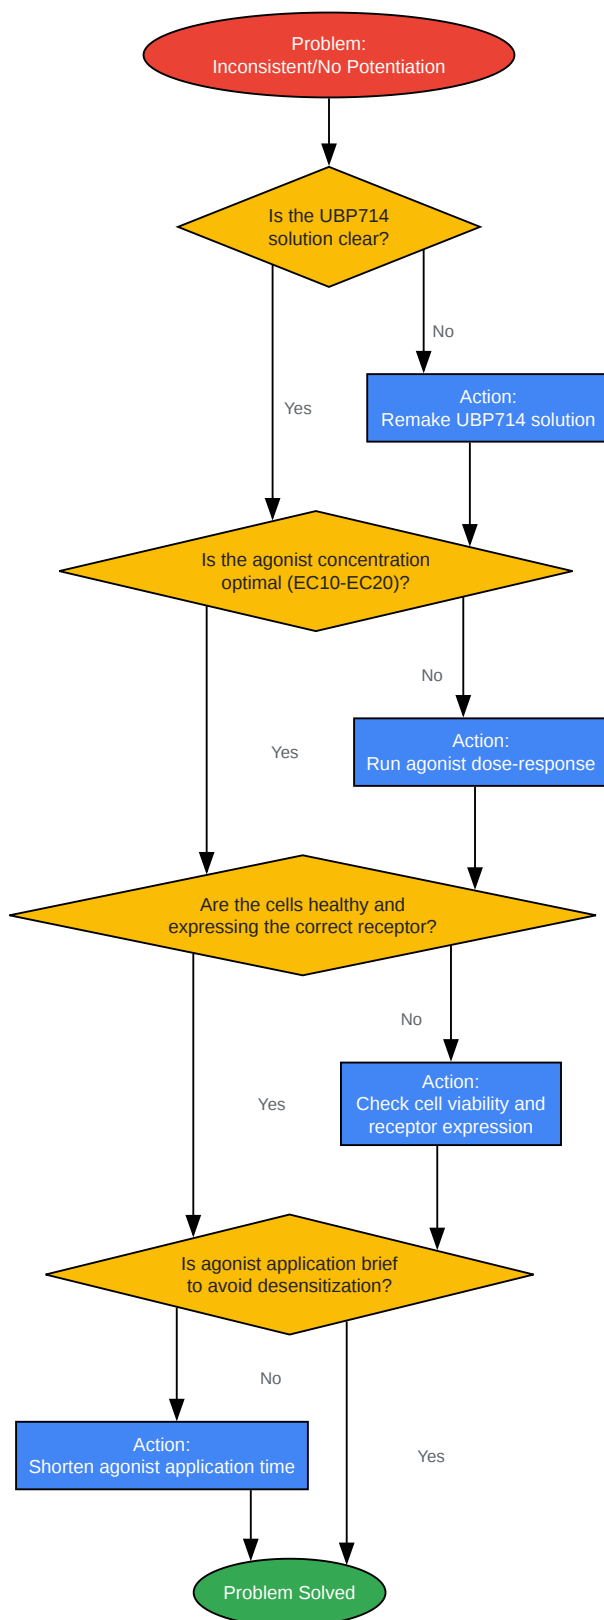 Problem:
Inconsistent/No Potentiation
Is the UBP714
solution clear?
No
Yes
Action:
Remake UBP714 solution
Is the agonist concentration
optimal (EC10-EC20)?
No
Yes
Action:
Run agonist dose-response
Are the cells healthy and
expressing the correct receptor?
No
Yes
Action:
Check cell viability and
receptor expression
Is agonist application brief
to avoid desensitization?
No
Yes
Action:
Shorten agonist application time
Problem Solved